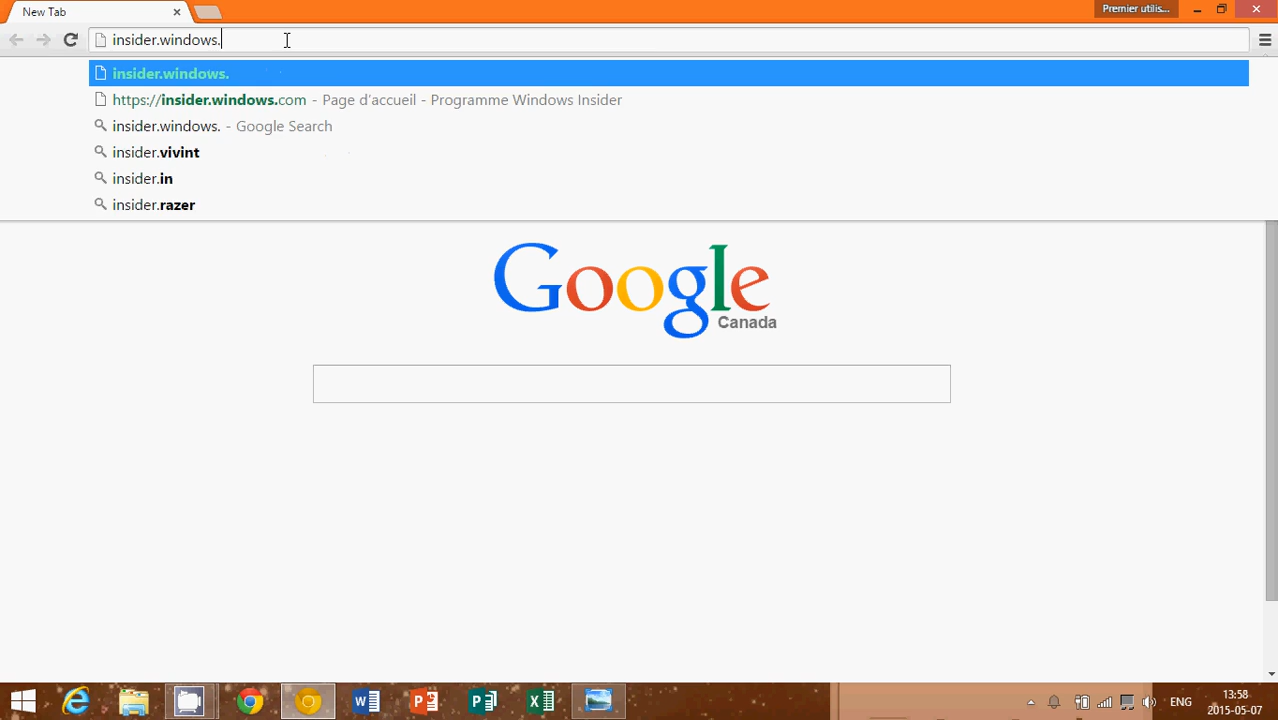 New Tab
Premier utilis...
insider.windows.
insider.windows.
https://insider.windows.com - Page d'accueil - Programme Windows Insider
insider.windows. - Google Search
insider.vivint
insider.in
insider.razer
Google
Canada
ENG
13:58
2015-05-07